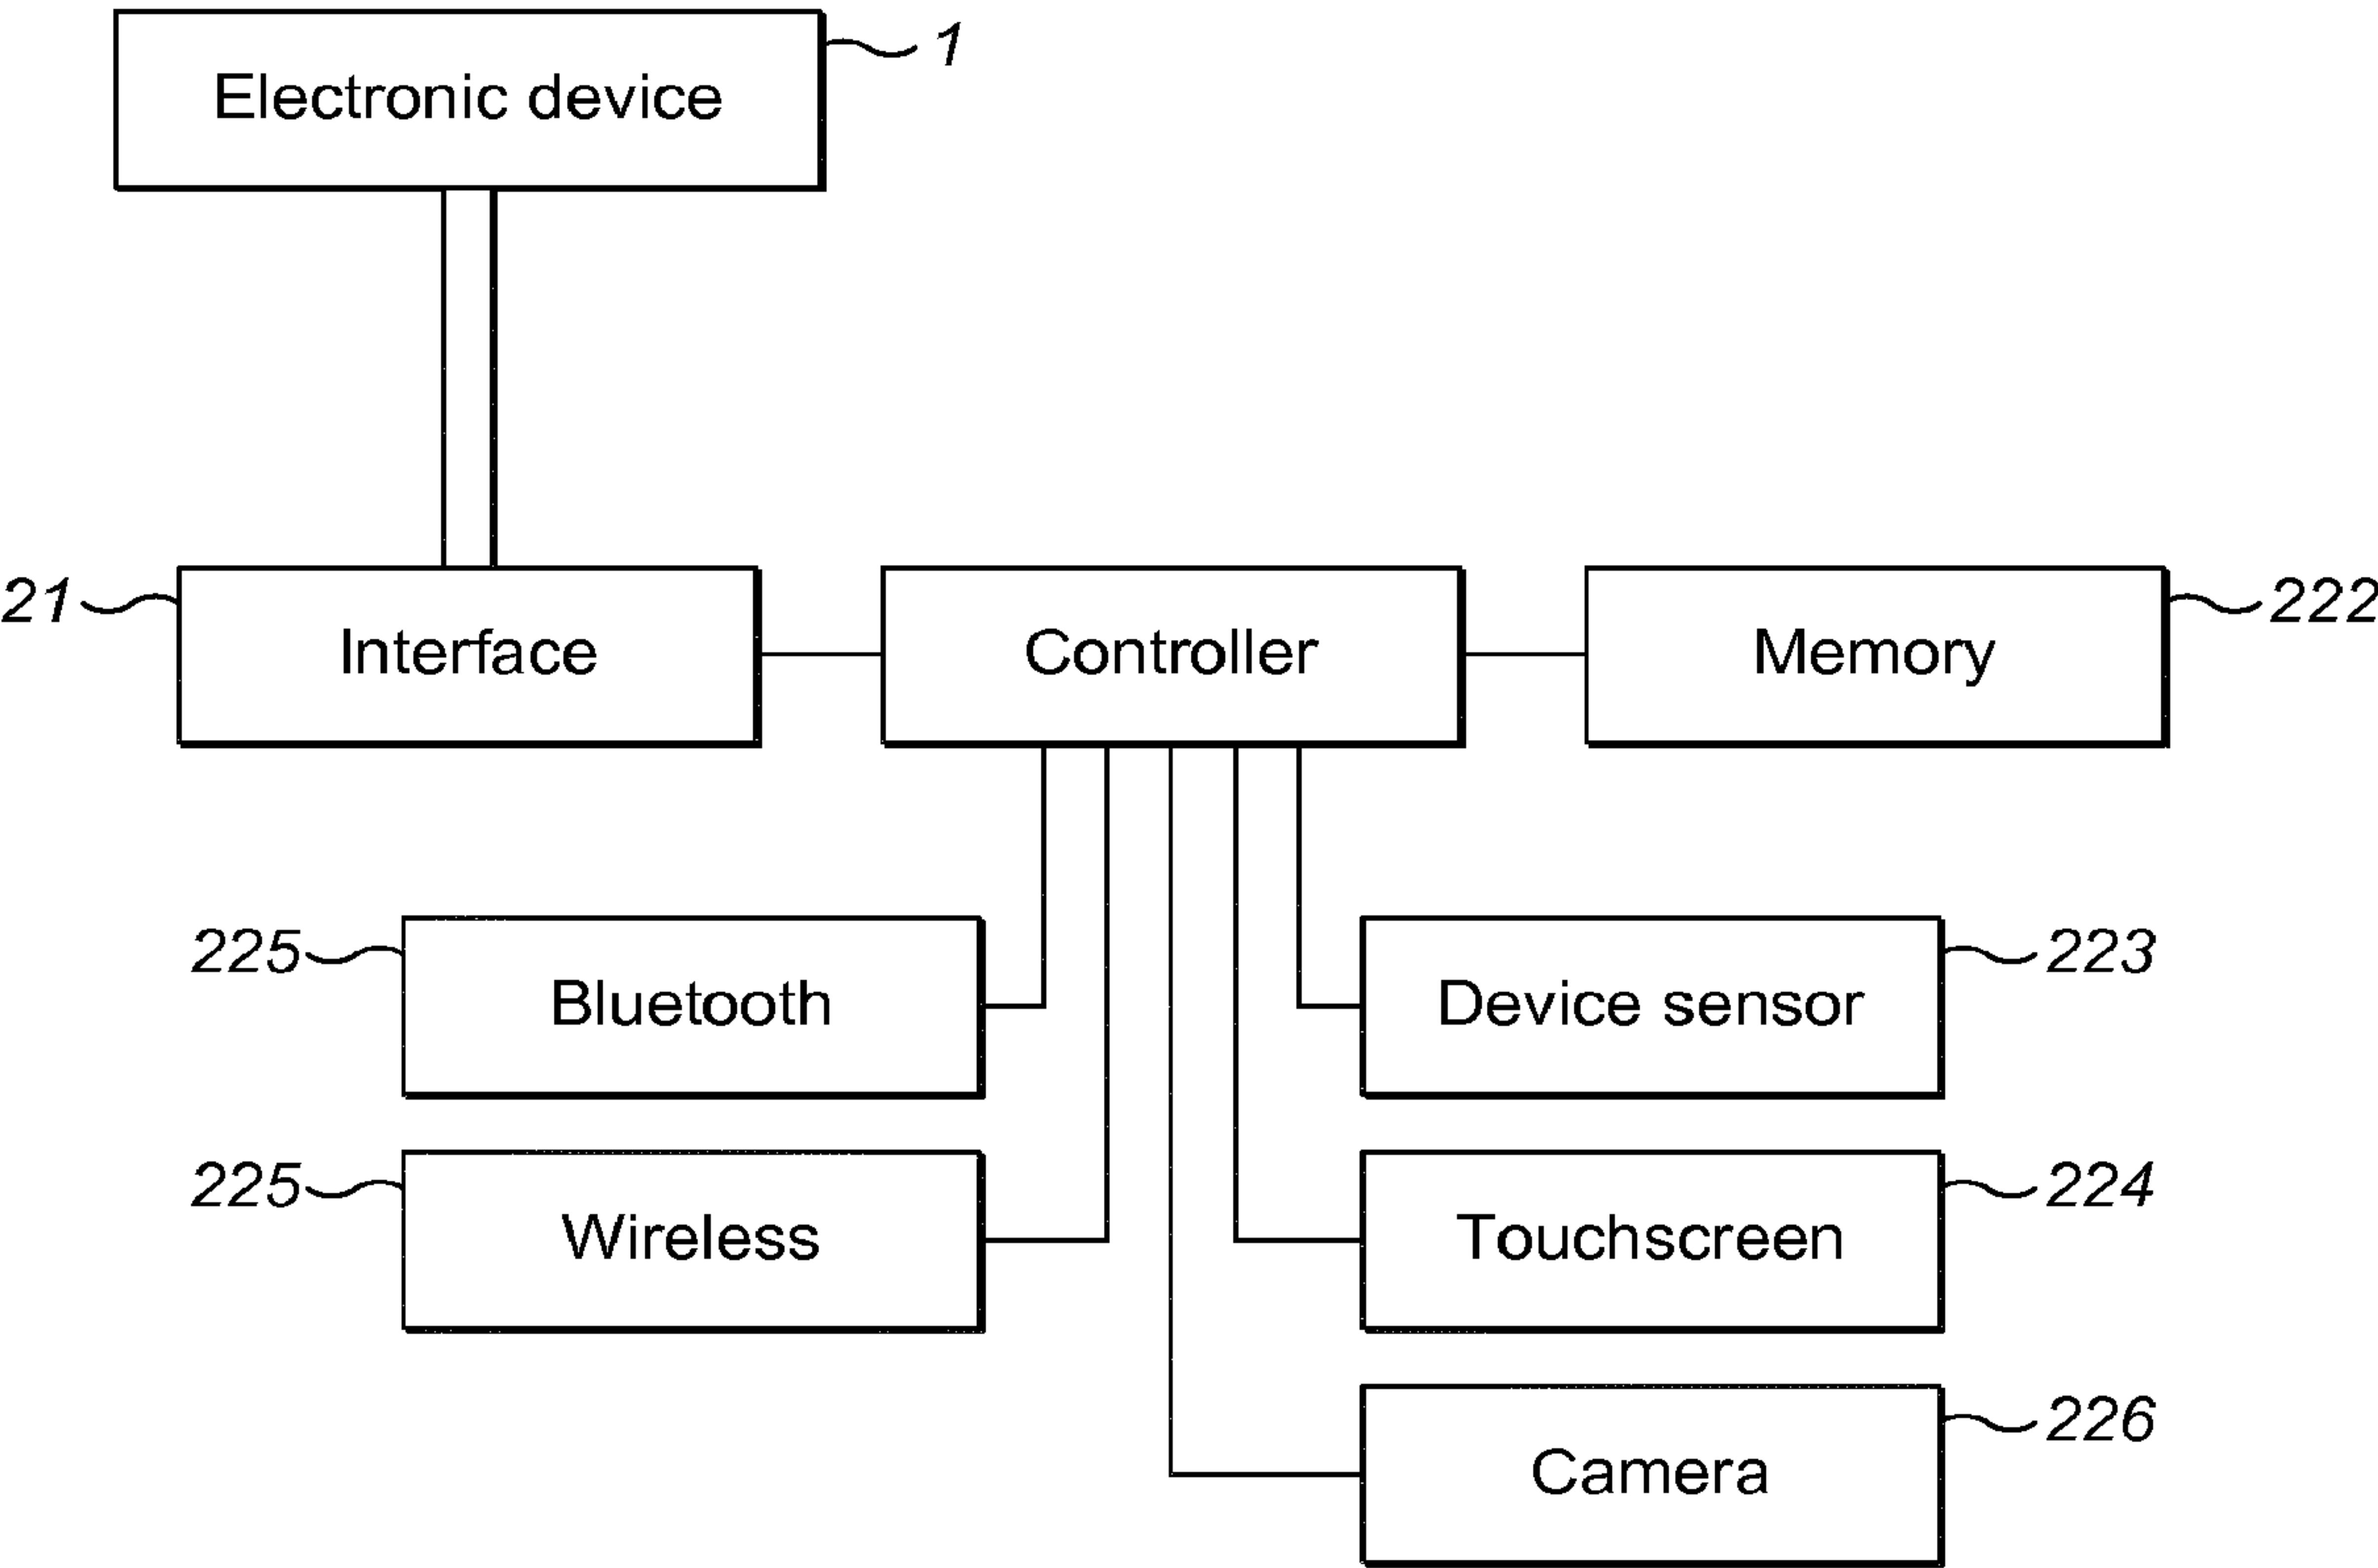 Electronic device
1
21
Interface
Controller
Memory
222
225
Bluetooth
Device sensor
223
225
Wireless
Touchscreen
224
Camera
226